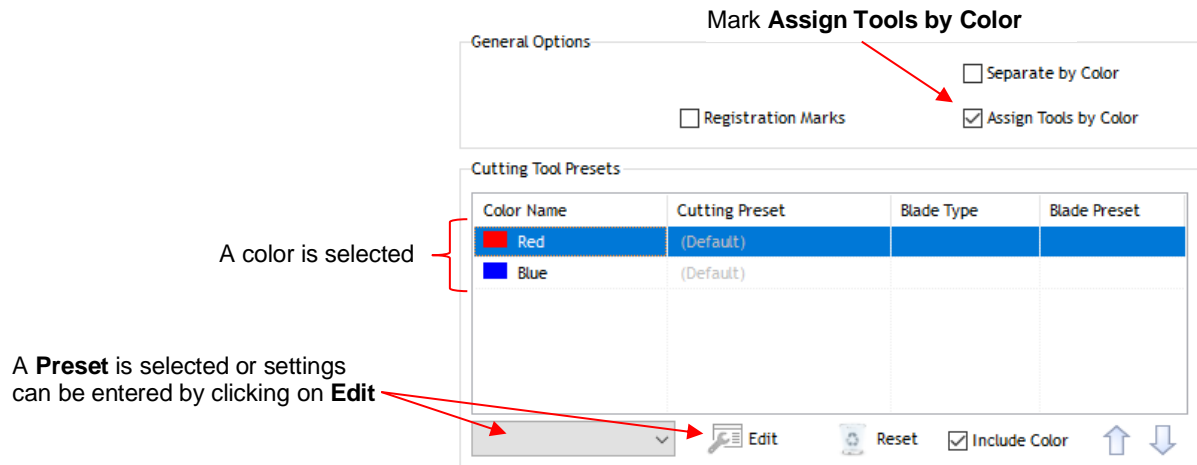 Mark Assign Tools by Color
General Options
Separate by Color
Registration Marks
Assign Tools by Color
Cutting Tool Presets
Color Name Cutting Preset Blade Type Blade Preset
A color is selected
Red (Default)
Blue (Default)
A Preset is selected or settings
can be entered by clicking on Edit
Edit Reset Include Color